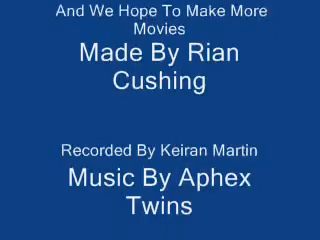 And We Hope To Make More
Movies
Made By Rian
Cushing
Recorded By Keiran Martin
Music By Aphex
Twins